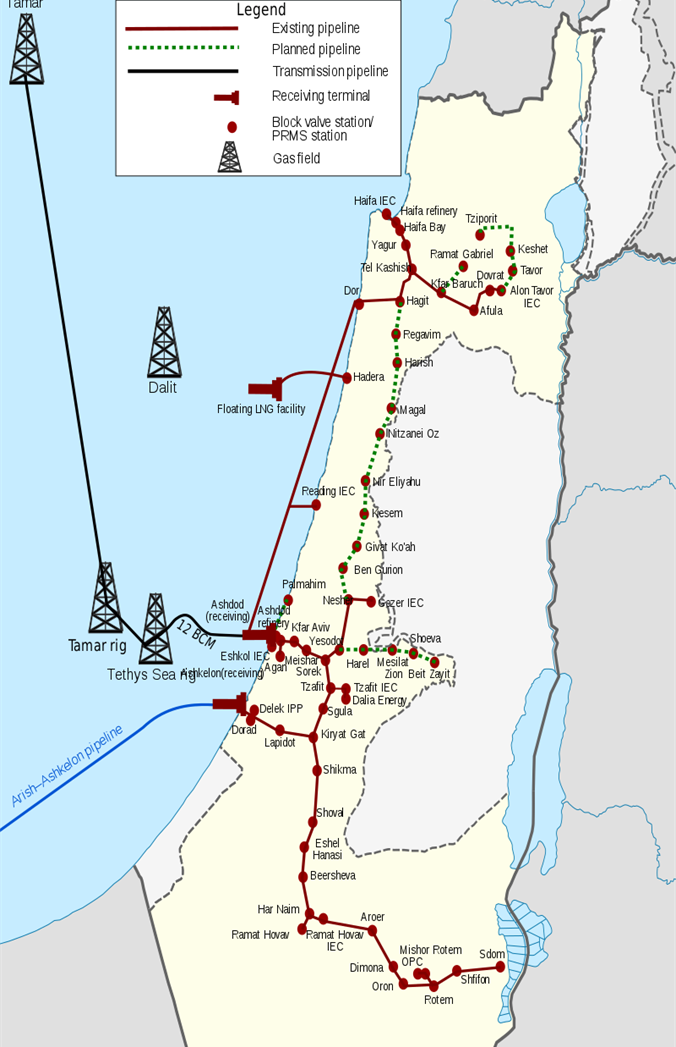 Tamar
Legend
Existing pipeline
Planned pipeline
Transmission pipeline
Receiving terminal
Block valve station/
PRMS station
Gas field
Haifa IEC
Haifa refinery
Haifa Bay
Yagur
Tel Kashish
Tziporit
Ramat Gabriel
Keshet
Tavor
Dovrat
Kfar Baruch
Alon Tavor
IEC
Afula
Dor
Hagit
Regavim
Harish
Dalit
Hadera
Floating LNG facility
Magal
Nitzanei Oz
Nir Eliyahu
Reading IEC
Kesem
Givat Ko'ah
Ben Gurion
Palmahim
Nesher
Gezer IEC
Ashdod
(receiving)
Ashdod
refinery
Kfar Aviv
Yesodot
12 BCM
Tamar rig
Tethys Sea rig
Eshkol IEC
Agan
Meishar
Sorek
Harel
Mesilat
Zion
Shoeva
Beit Zayit
Ashkelon(receiving)
Tzafit
Tzafit IEC
Dalia Energy
Delek IPP
Dorad
Sgula
Lapidot
Kiryat Gat
Arish–Ashkelon pipeline
Shikma
Shoval
Eshel
Hanasi
Beersheva
Har Naim
Ramat Hovav
Ramat Hovav
IEC
Aroer
Mishor Rotem
OPC
Dimona
Oron
Rotem
Shfifon
Sdom